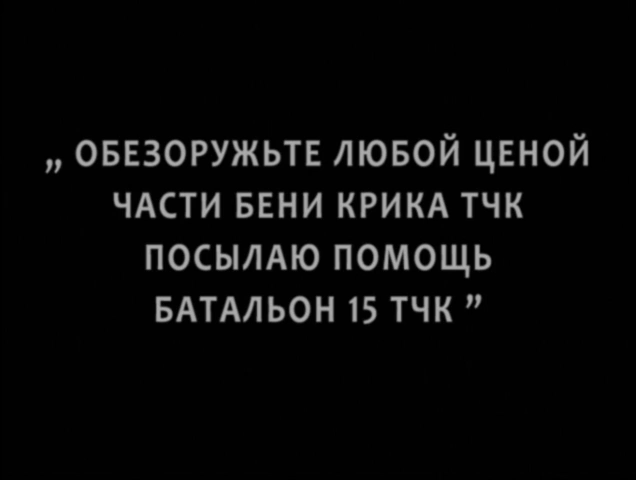 „ ОБЕЗОРУЖЬТЕ ЛЮБОЙ ЦЕНОЙ
ЧАСТИ БЕНИ КРИКА ТЧК
ПОСЫЛАЮ ПОМОЩЬ
БАТАЛЬОН 15 ТЧК ”